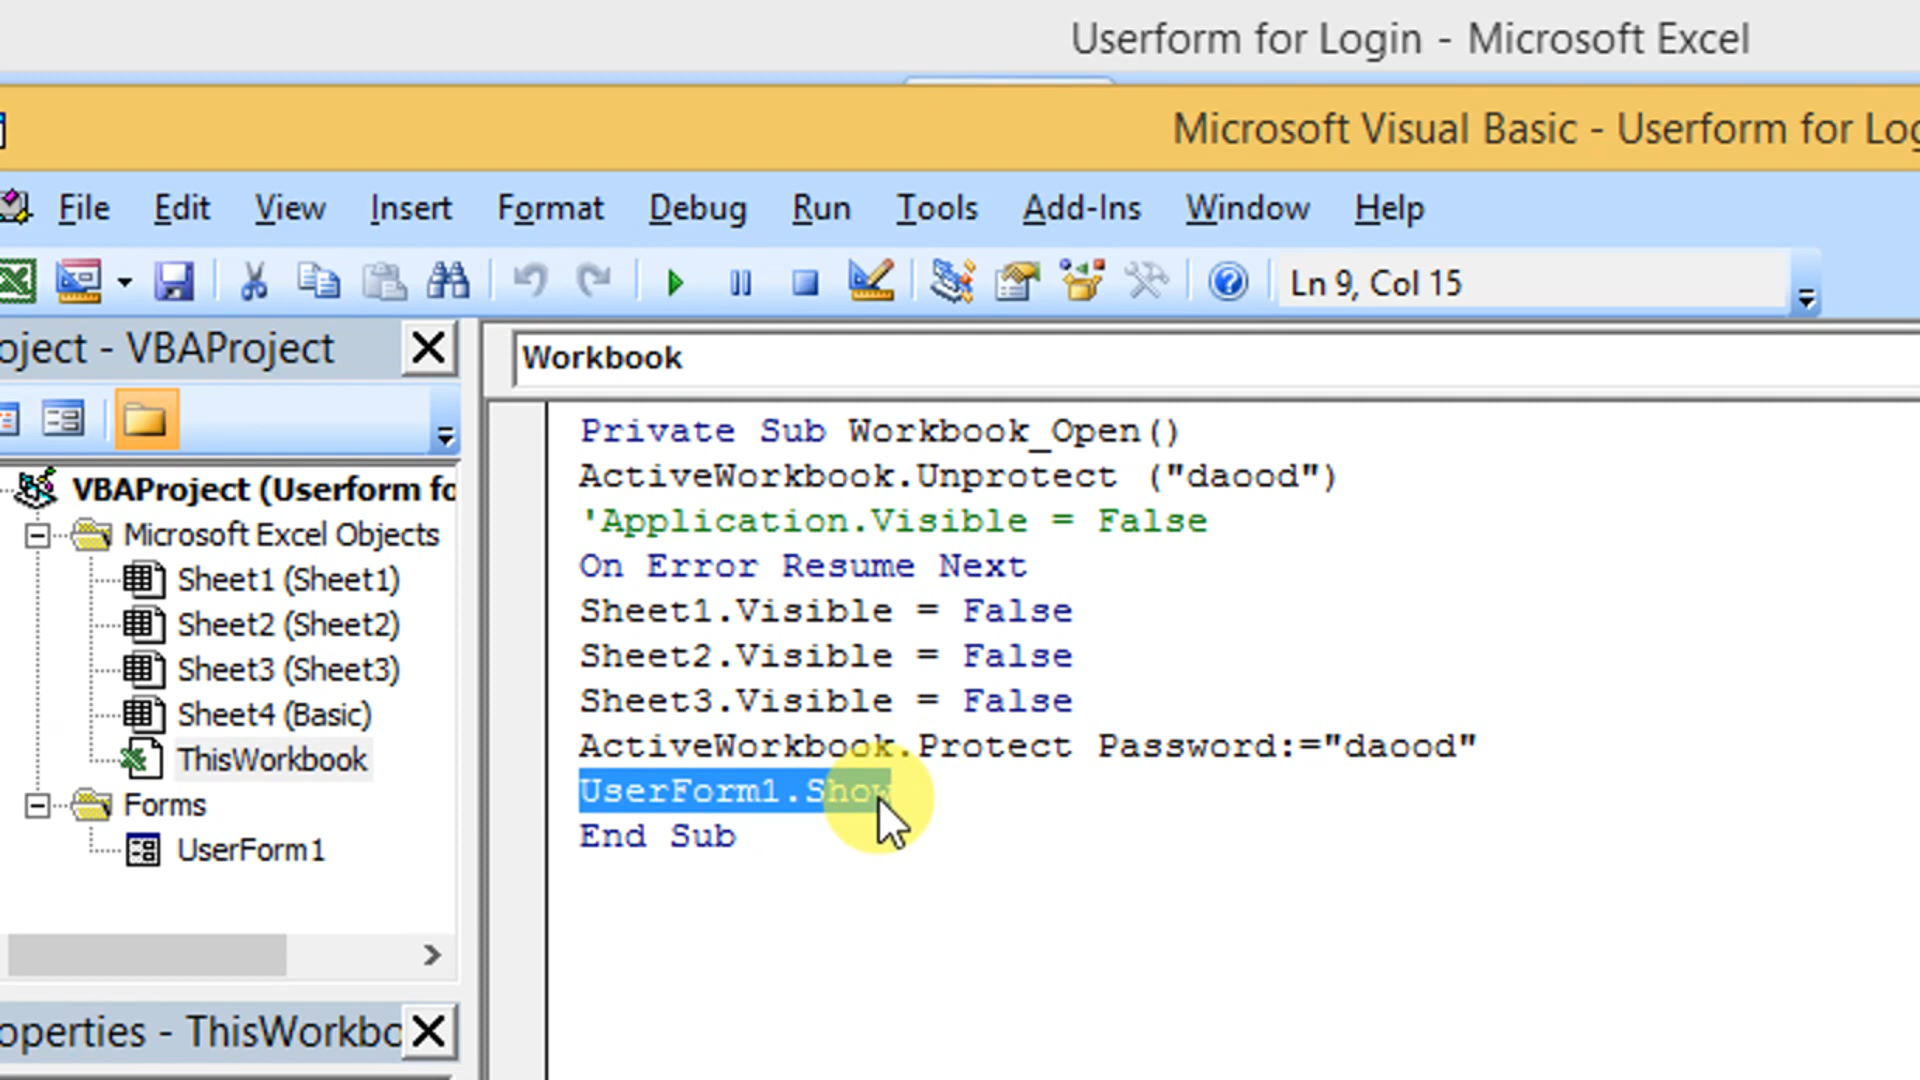 Userform for Login - Microsoft Excel
Microsoft Visual Basic - Userform for Log
File Edit View Insert Format Debug Run Tools Add-Ins Window Help
Ln 9, Col 15
oject - VBAProject
Workbook
VBAProject (Userform fo
Microsoft Excel Objects
Sheet1 (Sheet1)
Sheet2 (Sheet2)
Sheet3 (Sheet3)
Sheet4 (Basic)
ThisWorkbook
Forms
UserForm1
operties - ThisWorkbo
Private Sub Workbook_Open()
ActiveWorkbook.Unprotect ("daood")
'Application.Visible = False
On Error Resume Next
Sheet1.Visible = False
Sheet2.Visible = False
Sheet3.Visible = False
ActiveWorkbook.Protect Password:="daood"
UserForm1.Show
End Sub